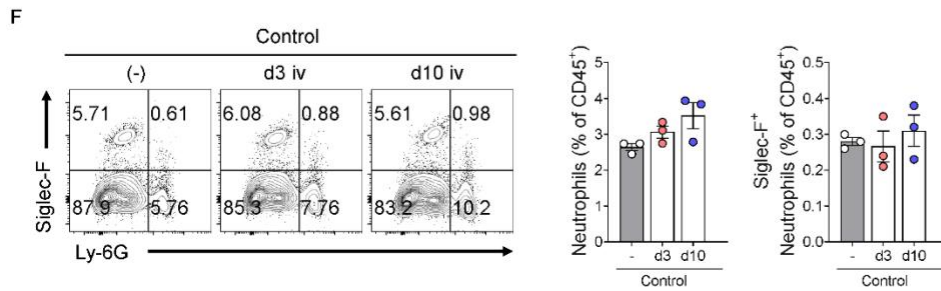 F
Control
(-) d3 iv d10 iv
5.71 0.61 6.08 0.88 5.61 0.98
87.9 5.76 85.3 7.76 83.2 10.2
Siglec-F
Ly-6G
Neutrophils (% of CD45⁺)
5
4
3
2
1
0
- d3 d10
Control
Siglec-F⁺
Neutrophils (% of CD45⁺)
0.5
0.4
0.3
0.2
0.1
0.0
- d3 d10
Control